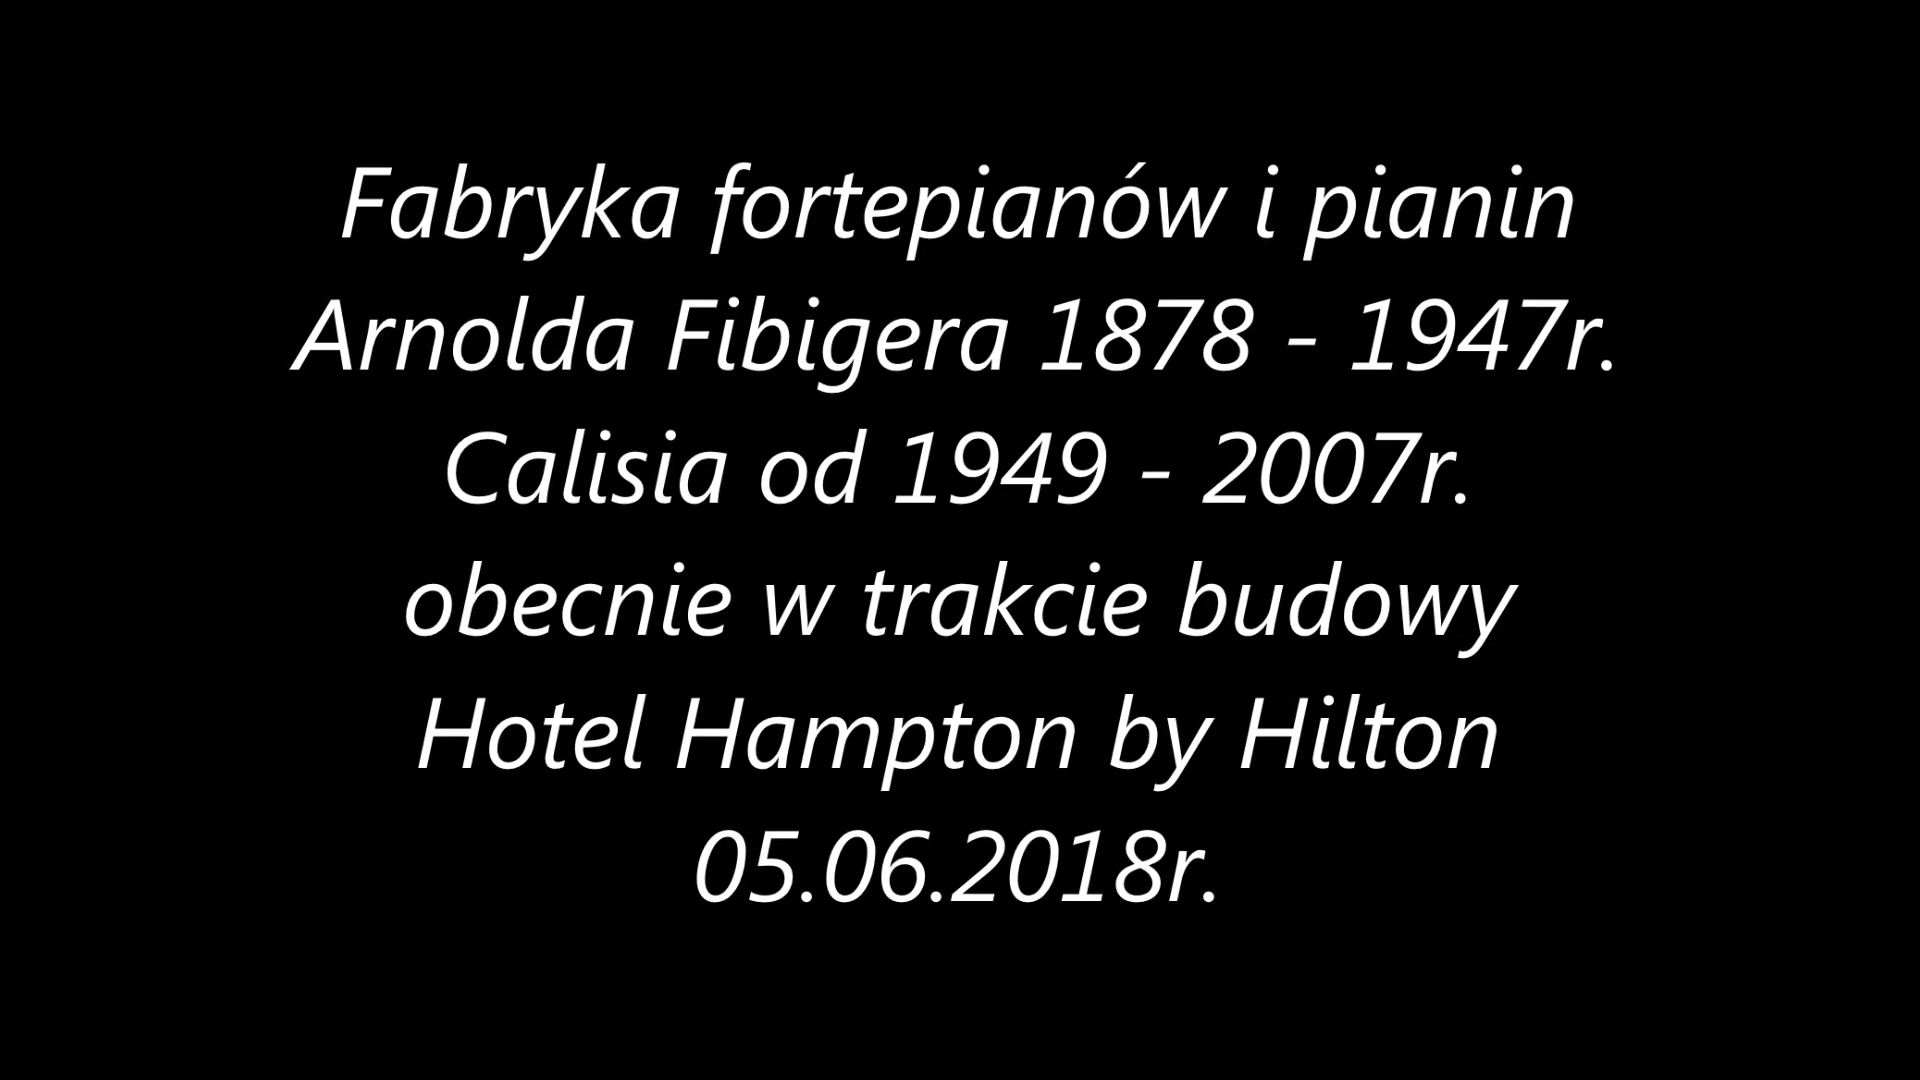 Fabryka fortepianów i pianin
Arnolda Fibigera 1878 - 1947r.
Calisia od 1949 - 2007r.
obecnie w trakcie budowy
Hotel Hampton by Hilton
05.06.2018r.